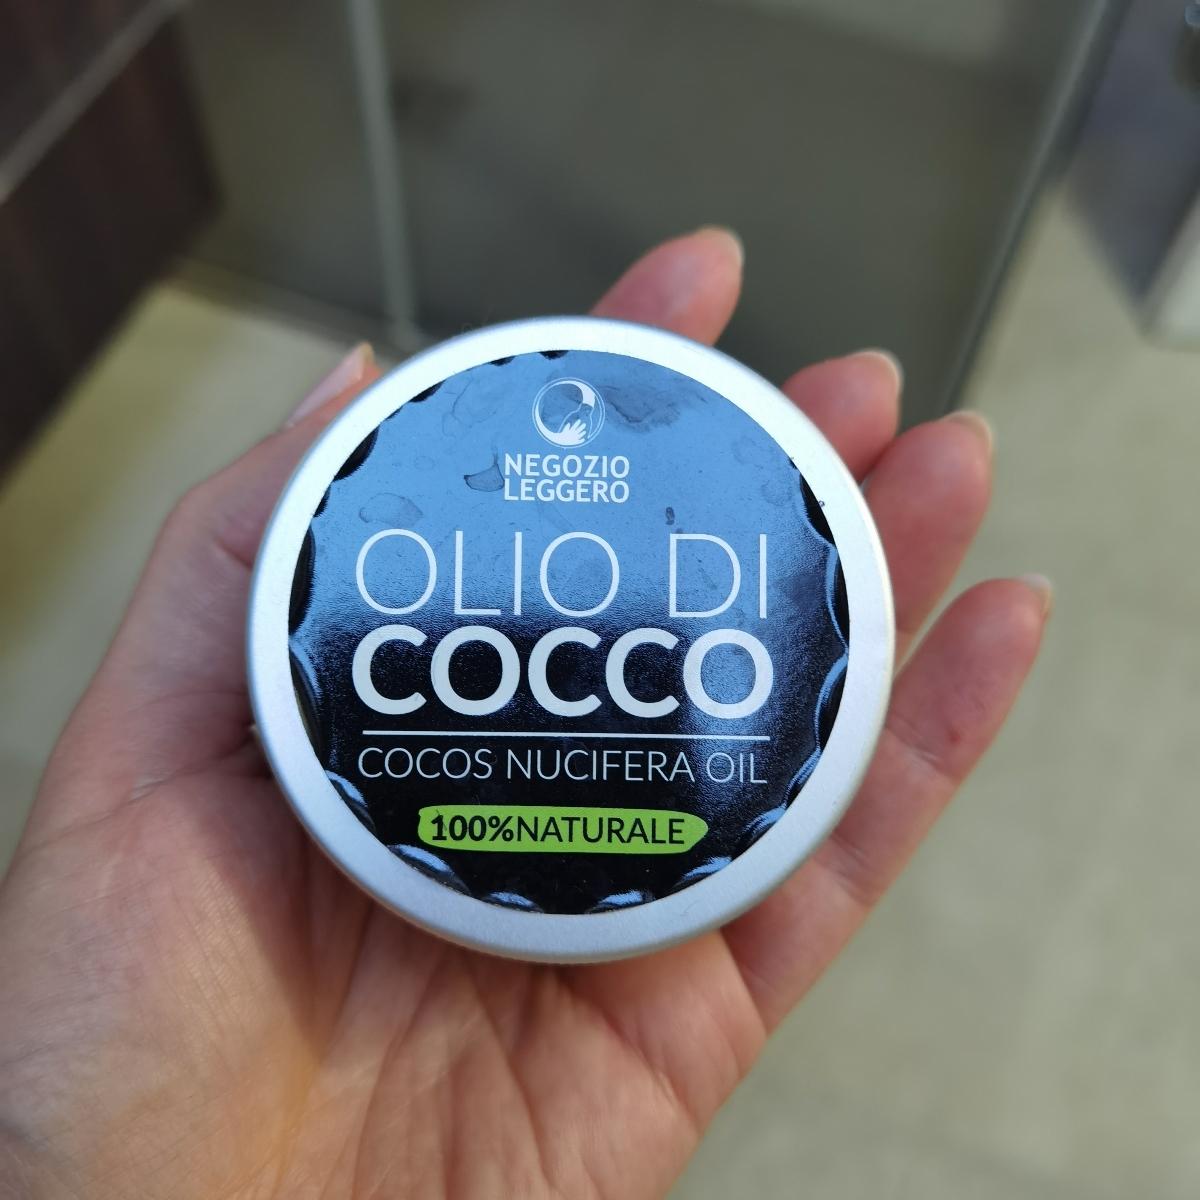 NEGOZIO
LEGGERO
OLIO DI
COCCO
COCOS NUCIFERA OIL
100%NATURALE